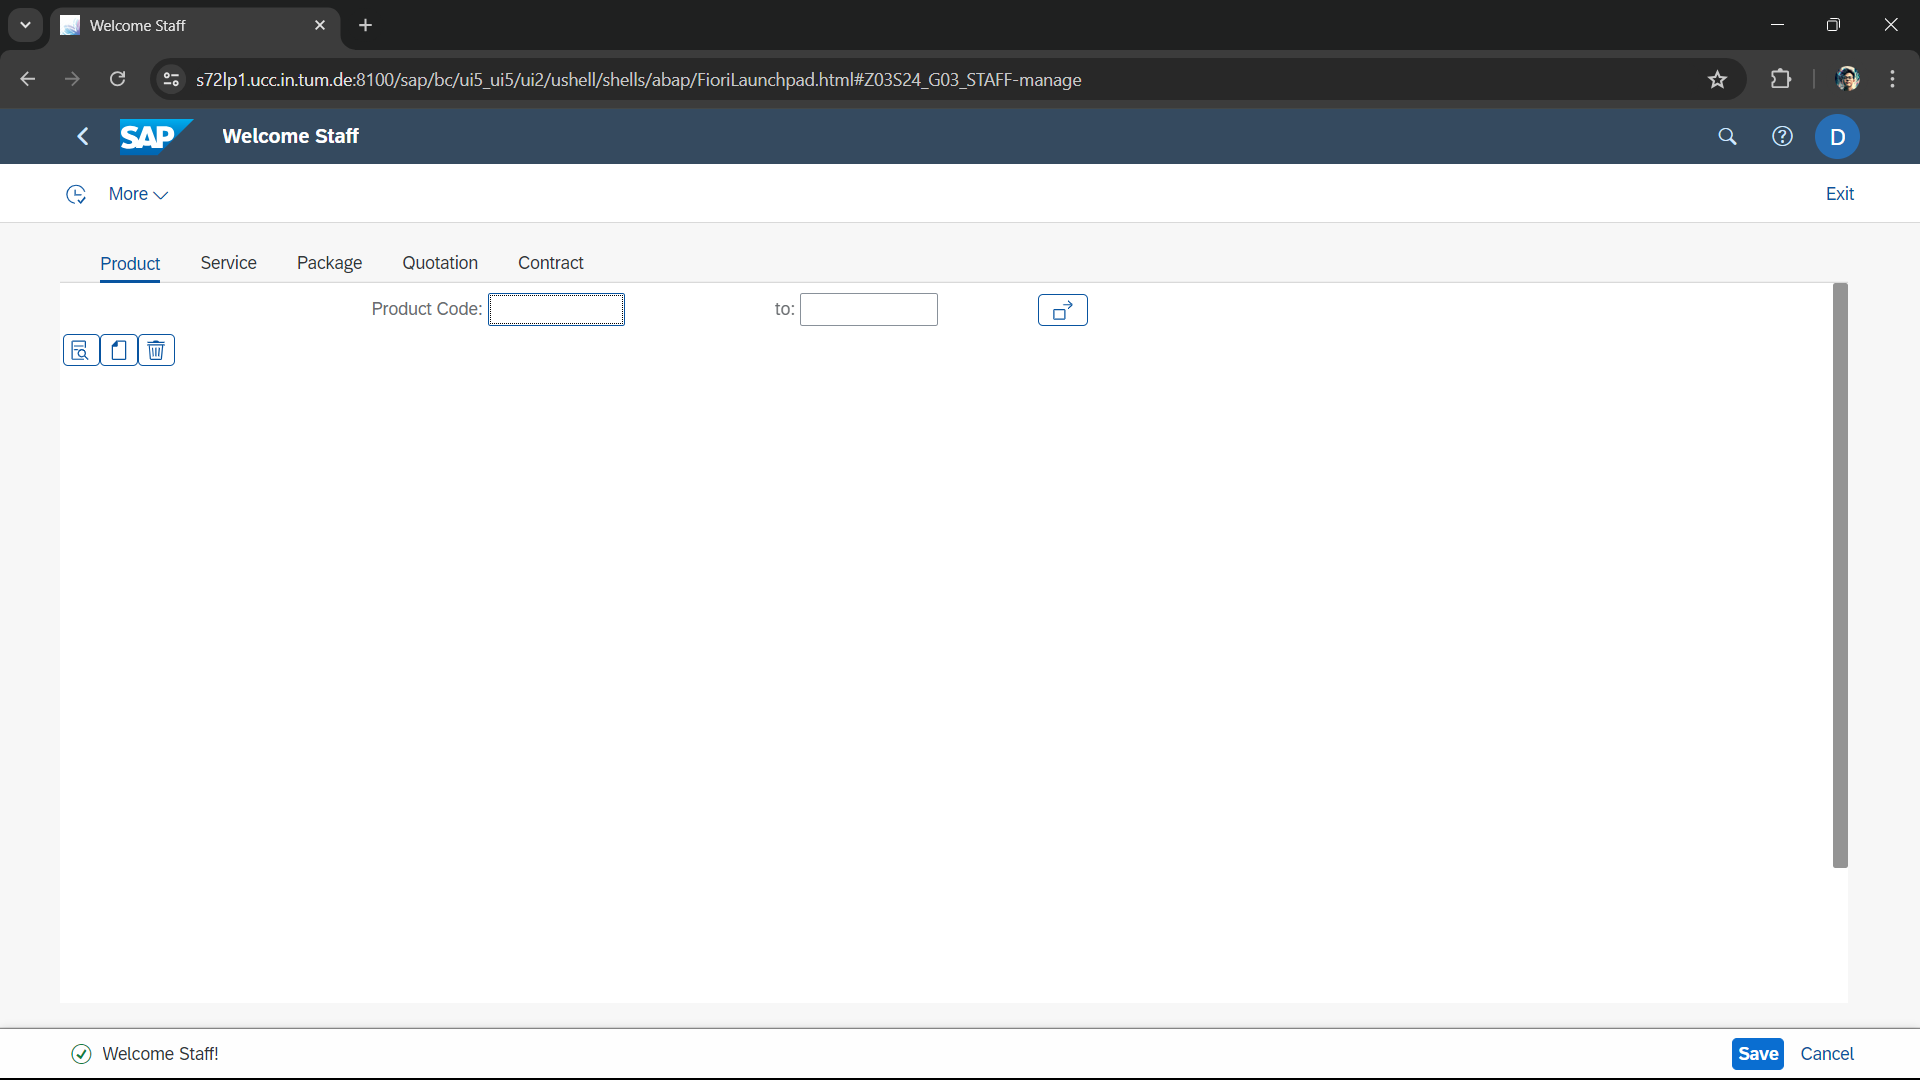 Welcome Staff
s72lp1.ucc.in.tum.de:8100/sap/bc/ui5_ui5/ui2/ushell/shells/abap/FioriLaunchpad.html#Z03S24_G03_STAFF-manage
SAP Welcome Staff D
More Exit
Product Service Package Quotation Contract
Product Code: to:
Welcome Staff! Save Cancel